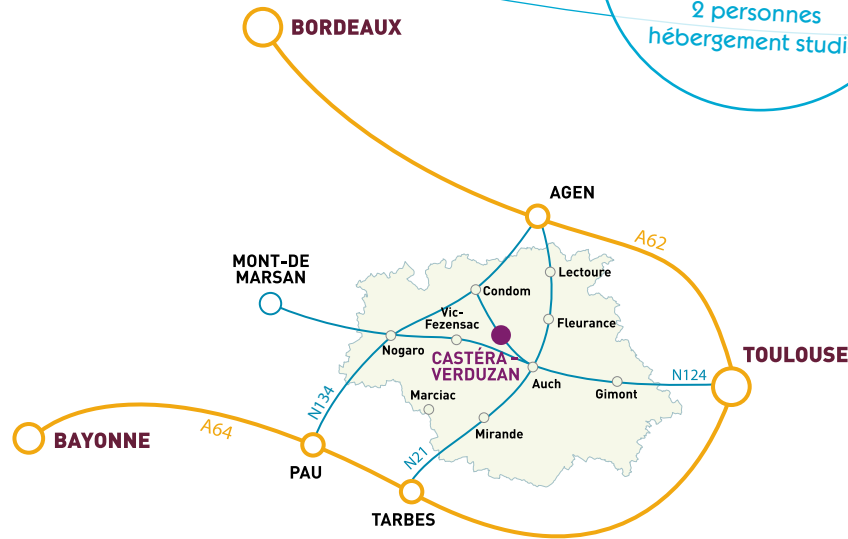 2 personnes
hébergement studi
BORDEAUX
AGEN
A62
MONT-DE
MARSAN
Lectoure
Condom
Vic-
Fezensac
Fleurance
Nogaro
CASTÉRA-
VERDUZAN
TOULOUSE
N124
Auch
Gimont
Marciac
N134
Mirande
A64
BAYONNE
N21
PAU
TARBES